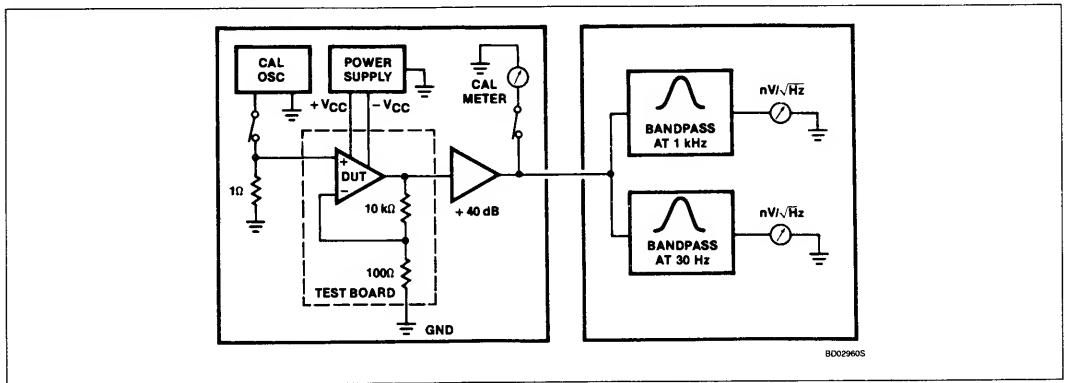 CAL
OSC
POWER
SUPPLY
CAL
METER
+VCC
−VCC
+
DUT
−
1Ω
10 kΩ
+40 dB
100Ω
TEST BOARD
GND
nV/√Hz
BANDPASS
AT 1 kHz
nV/√Hz
BANDPASS
AT 30 Hz
BD02960S